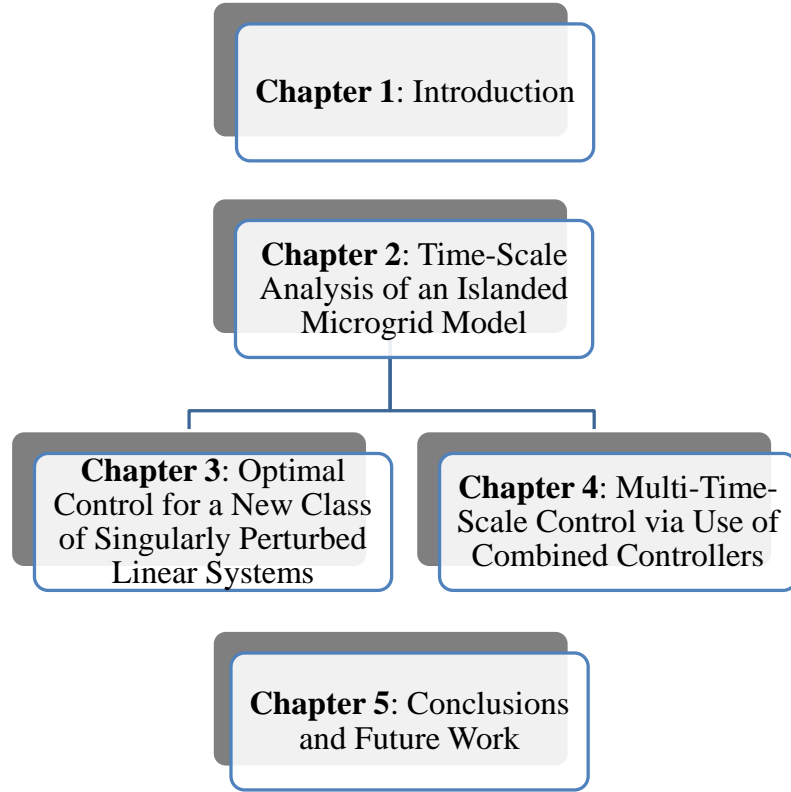 Chapter 1: Introduction
Chapter 2: Time-Scale
Analysis of an Islanded
Microgrid Model
Chapter 3: Optimal
Control for a New Class
of Singularly Perturbed
Linear Systems
Chapter 4: Multi-Time-
Scale Control via Use of
Combined Controllers
Chapter 5: Conclusions
and Future Work